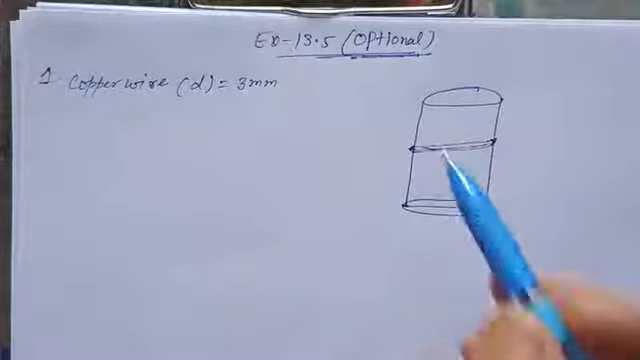 Ex-13.5 (Optional)
1. Copper wire (d) = 3mm